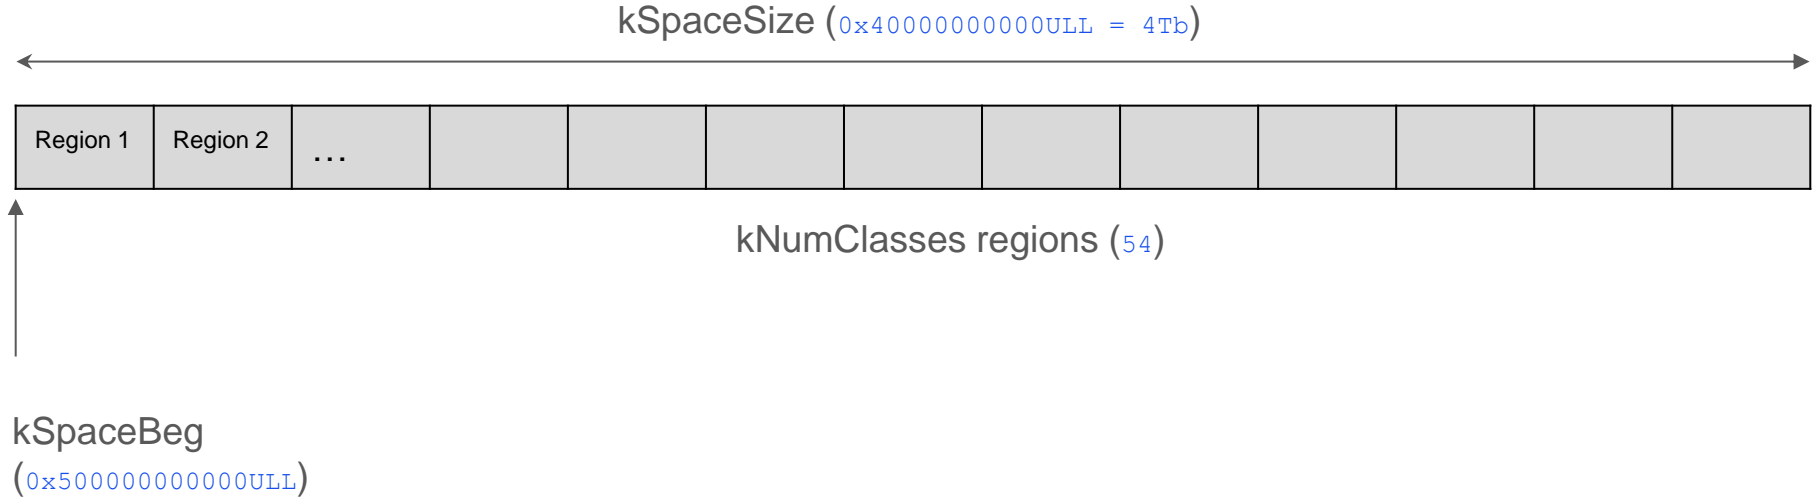 kSpaceSize (0x40000000000ULL = 4Tb)
Region 1
Region 2
...
kNumClasses regions (54)
kSpaceBeg
(0x500000000000ULL)